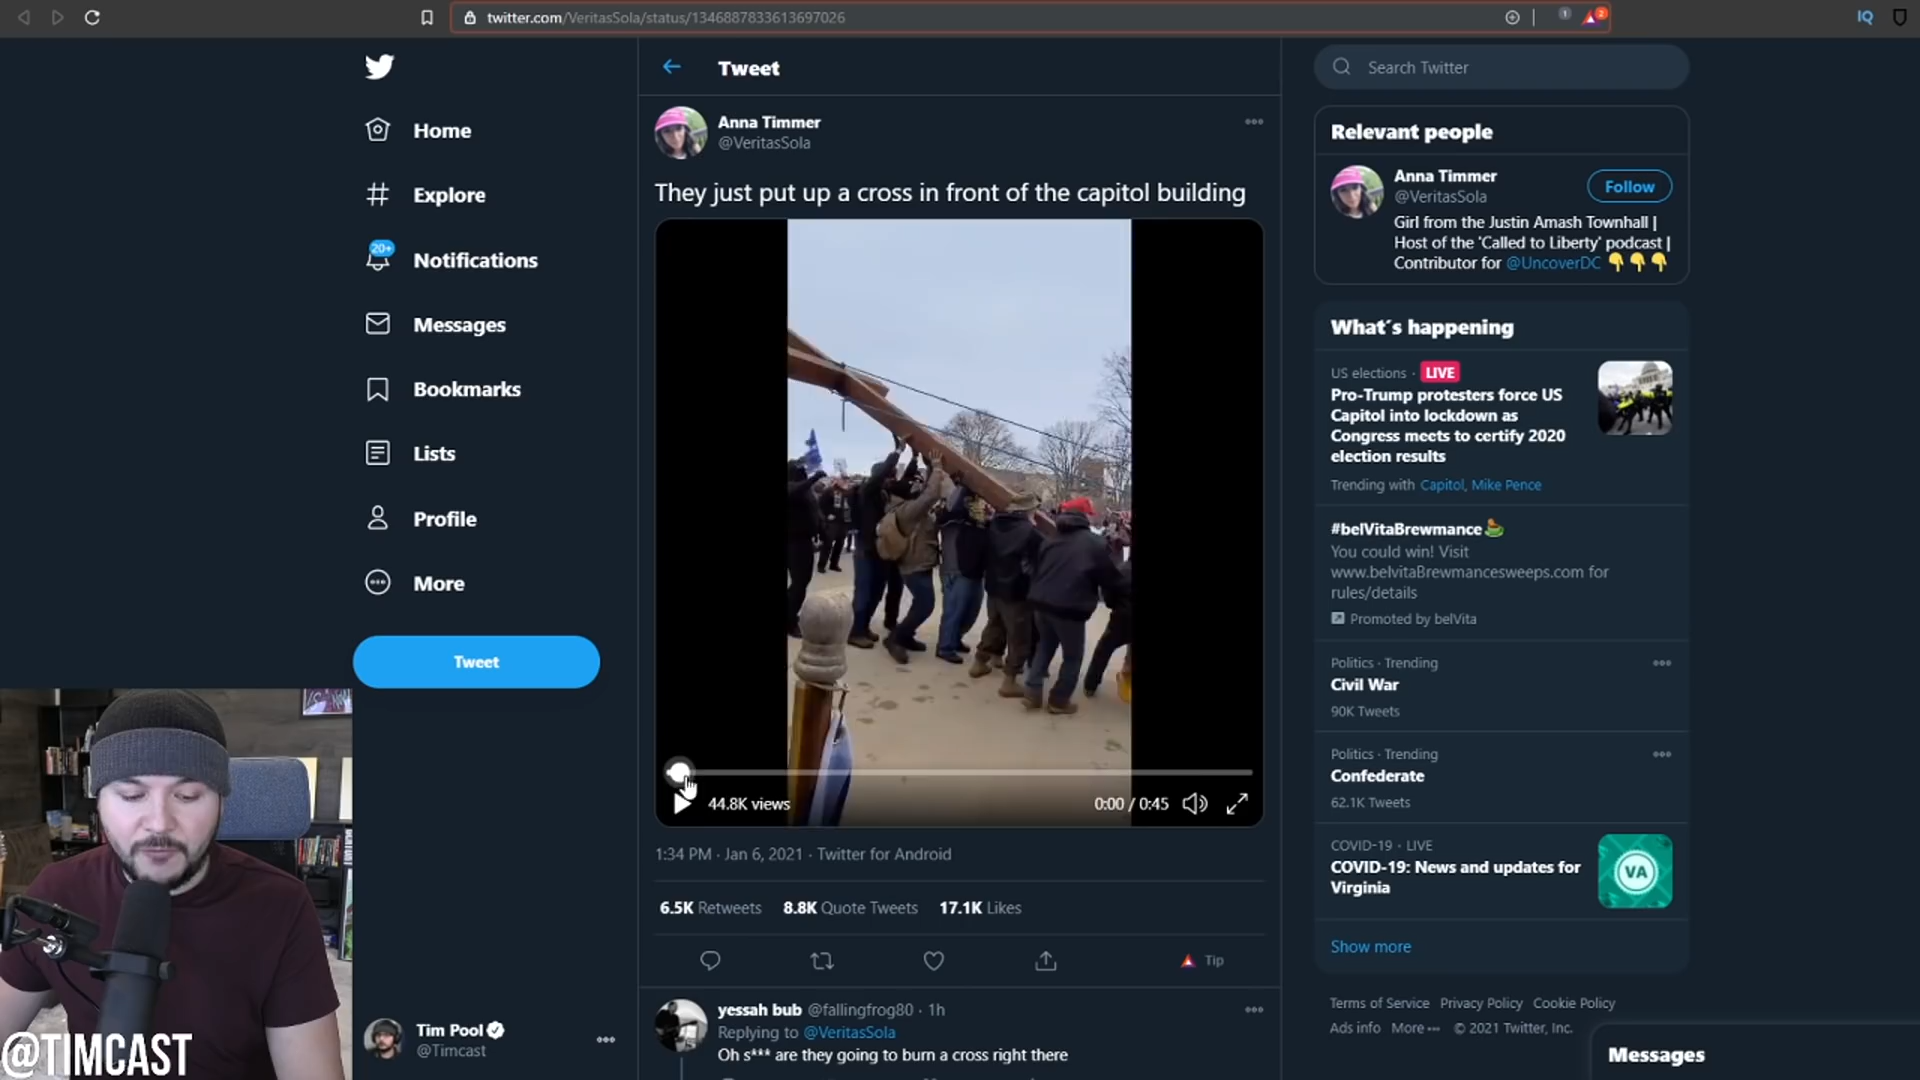 twitter.com/VeritasSola/status/1346887833613697026
1
2
IQ
Home
Explore
20+
Notifications
Messages
Bookmarks
Lists
Profile
More
Tweet
Tim Pool
@Timcast
@TIMCAST
Tweet
Anna Timmer
@VeritasSola
They just put up a cross in front of the capitol building
44.8K views
0:00 / 0:45
1:34 PM · Jan 6, 2021 · Twitter for Android
6.5K Retweets 8.8K Quote Tweets 17.1K Likes
Tip
yessah bub @fallingfrog80 · 1h
Replying to @VeritasSola
Oh s*** are they going to burn a cross right there
Search Twitter
Relevant people
Anna Timmer
@VeritasSola
Follow
Girl from the Justin Amash Townhall |
Host of the 'Called to Liberty' podcast |
Contributor for @UncoverDC 👇👇👇
What's happening
US elections · LIVE
Pro-Trump protesters force US
Capitol into lockdown as
Congress meets to certify 2020
election results
Trending with Capitol, Mike Pence
#belVitaBrewmance
You could win! Visit
www.belvitaBrewmancesweeps.com for
rules/details
Promoted by belVita
Politics · Trending
Civil War
90K Tweets
Politics · Trending
Confederate
62.1K Tweets
COVID-19 · LIVE
COVID-19: News and updates for
Virginia
VA
Show more
Terms of Service Privacy Policy Cookie Policy
Ads info More ··· © 2021 Twitter, Inc.
Messages